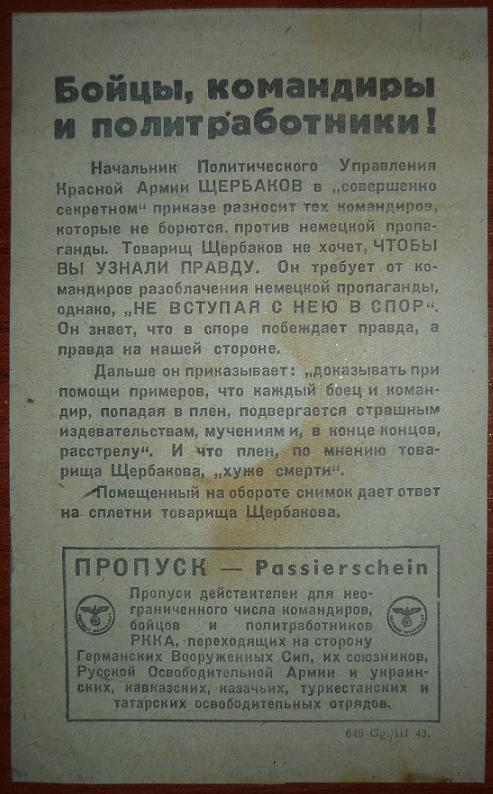 Бойцы, командиры
и политработники!
Начальник Политического Управления
Красной Армии ЩЕРБАКОВ в „совершенно
секретном“ приказе разносит тех командиров,
которые не борются против немецкой пропа-
ганды. Товарищ Щербаков не хочет, ЧТОБЫ
ВЫ УЗНАЛИ ПРАВДУ. Он требует от ко-
мандиров разоблачения немецкой пропаганды,
однако, „НЕ ВСТУПАЯ С НЕЮ В СПОР“.
Он знает, что в споре побеждает правда, а
правда на нашей стороне.
Дальше он приказывает: „доказывать при
помощи примеров, что каждый боец и коман-
дир, попадая в плен, подвергается страшным
издевательствам, мучениям и, в конце концов,
расстрелу“. И что плен, по мнению това-
рища Щербакова, „хуже смерти“.
Помещенный на обороте снимок дает ответ
на сплетни товарища Щербакова.
ПРОПУСК — Passierschein
Пропуск действителен для нео-
граниченного числа командиров,
бойцов и политработников
РККА, переходящих на сторону
Германских Вооруженных Сил, их союзников,
Русской Освободительной Армии и украин-
ских, кавказских, казачьих, туркестанских и
татарских освободительных отрядов.
649 Gg./III 43.